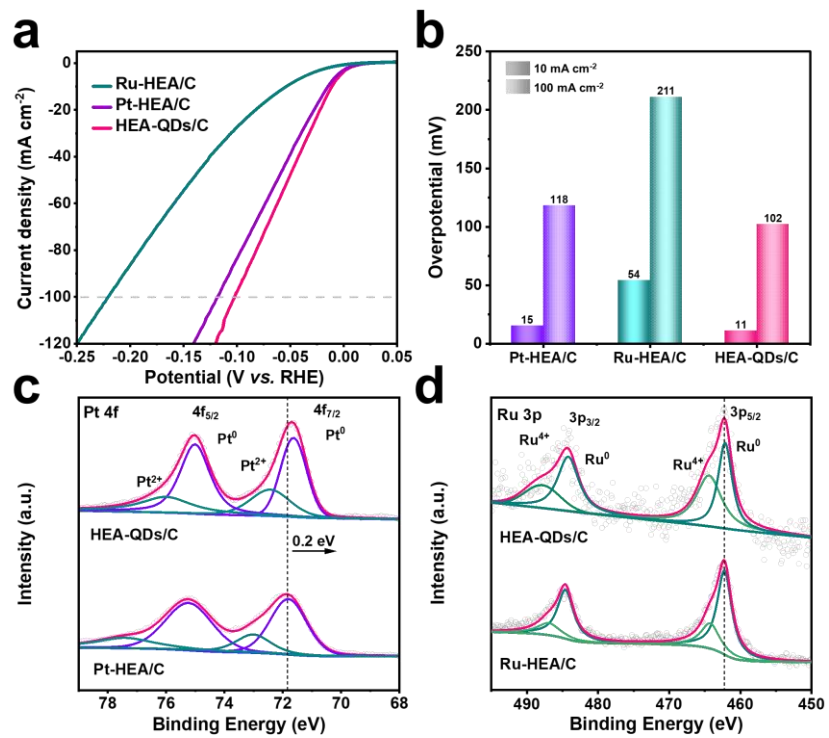 a
Ru-HEA/C
Pt-HEA/C
HEA-QDs/C
Current density (mA cm⁻²)
0
-20
-40
-60
-80
-100
-120
-0.25
-0.20
-0.15
-0.10
-0.05
0.00
0.05
Potential (V vs. RHE)
b
10 mA cm⁻²
100 mA cm⁻²
Overpotential (mV)
250
200
150
100
50
0
15
118
54
211
11
102
Pt-HEA/C
Ru-HEA/C
HEA-QDs/C
c
Pt 4f
4f₅/₂
Pt⁰
4f₇/₂
Pt⁰
Pt²⁺
Pt²⁺
0.2 eV
HEA-QDs/C
Pt-HEA/C
Intensity (a.u.)
78
76
74
72
70
68
Binding Energy (eV)
d
Ru 3p
3p₃/₂
3p₅/₂
Ru⁴⁺
Ru⁰
Ru⁴⁺
Ru⁰
HEA-QDs/C
Ru-HEA/C
Intensity (a.u.)
490
480
470
460
450
Binding Energy (eV)